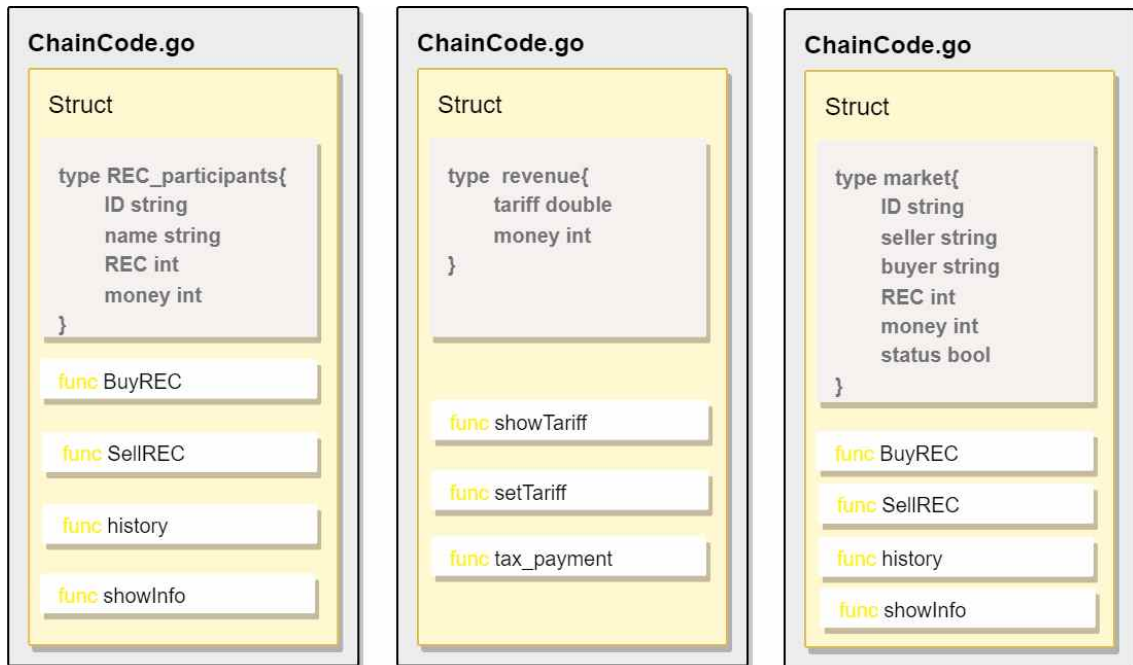 ChainCode.go
Struct
type REC_participants{
ID string
name string
REC int
money int
}
func BuyREC
func SellREC
func history
func showInfo
ChainCode.go
Struct
type revenue{
tariff double
money int
}
func showTariff
func setTariff
func tax_payment
ChainCode.go
Struct
type market{
ID string
seller string
buyer string
REC int
money int
status bool
}
func BuyREC
func SellREC
func history
func showInfo